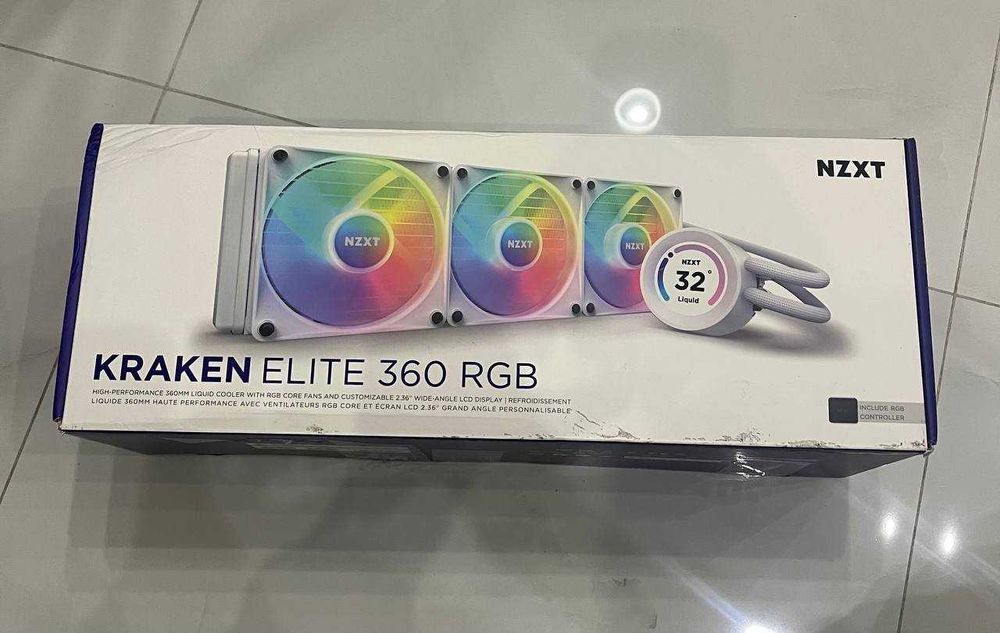 NZXT
NZXT
NZXT
NZXT
NZXT
32°
Liquid
KRAKEN ELITE 360 RGB
HIGH-PERFORMANCE 360MM LIQUID COOLER WITH RGB CORE FANS AND CUSTOMIZABLE 2.36" WIDE-ANGLE LCD DISPLAY | REFROIDISSEMENT
LIQUIDE 360MM HAUTE PERFORMANCE AVEC VENTILATEURS RGB CORE ET ÉCRAN LCD 2.36" GRAND ANGLE PERSONNALISABLE
INCLUDE RGB
CONTROLLER